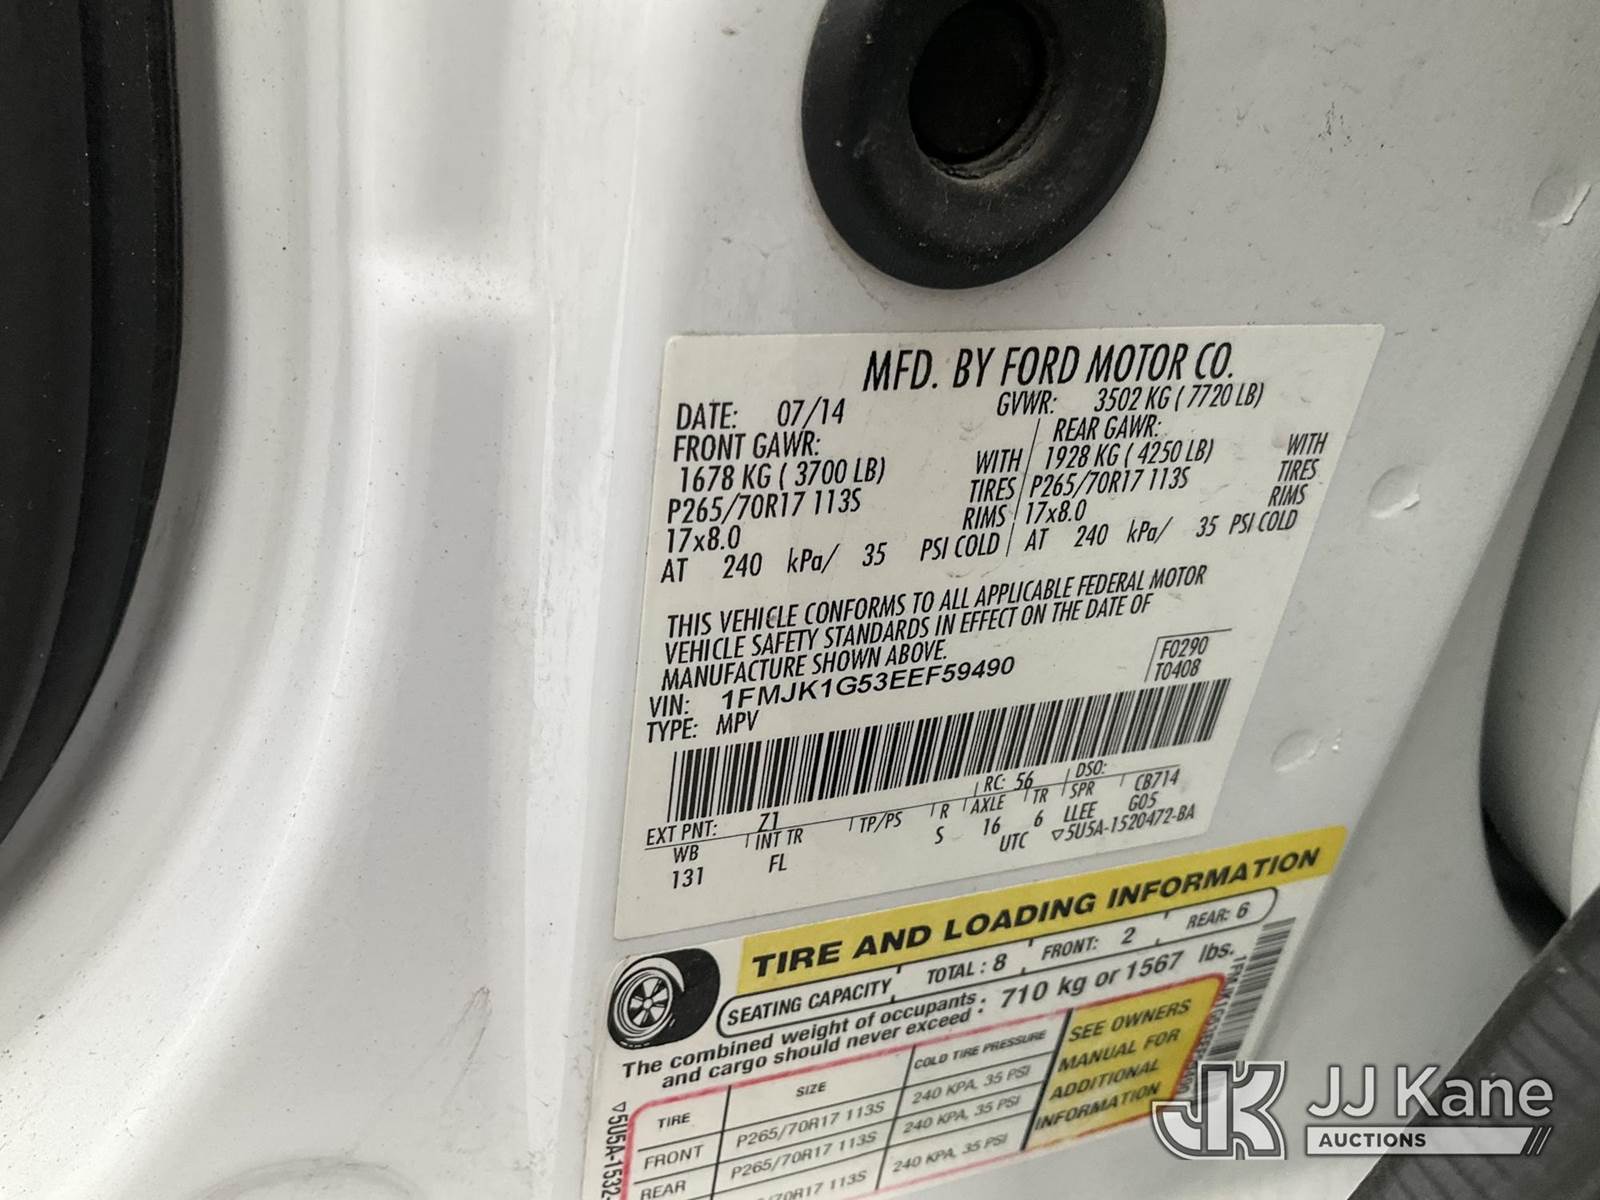 MFD. BY FORD MOTOR CO.
DATE: 07/14 GVWR: 3502 KG ( 7720 LB)
FRONT GAWR: REAR GAWR:
1678 KG ( 3700 LB) WITH 1928 KG ( 4250 LB) WITH
P265/70R17 113S TIRES P265/70R17 113S TIRES
17x8.0 RIMS 17x8.0 RIMS
AT 240 kPa/ 35 PSI COLD AT 240 kPa/ 35 PSI COLD
THIS VEHICLE CONFORMS TO ALL APPLICABLE FEDERAL MOTOR
VEHICLE SAFETY STANDARDS IN EFFECT ON THE DATE OF
MANUFACTURE SHOWN ABOVE.
F0290
T0408
VIN: 1FMJK1G53EEF59490
TYPE: MPV
EXT PNT: Z1 RC: 56 DSO:
WB INT TR TP/PS R AXLE TR SPR CB714
131 FL S 16 6 LLEE G05
UTC ▽5U5A-1520472-BA
TIRE AND LOADING INFORMATION
SEATING CAPACITY TOTAL : 8 FRONT: 2 REAR: 6
The combined weight of occupants and cargo should never exceed : 710 kg or 1567 lbs.
TIRE SIZE COLD TIRE PRESSURE
FRONT P265/70R17 113S 240 KPA, 35 PSI
REAR P265/70R17 113S 240 KPA, 35 PSI
/70R17 113S 240 KPA, 35 PSI
SEE OWNERS
MANUAL FOR
ADDITIONAL
INFORMATION
▽5U5A-1532
JK JJ Kane
AUCTIONS